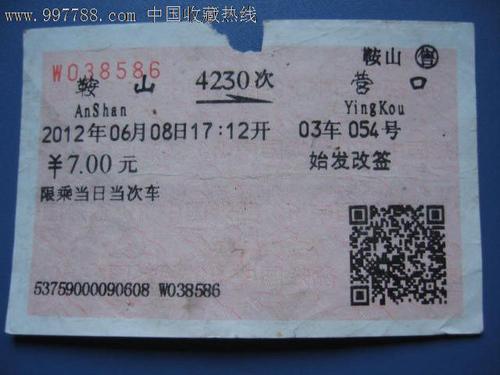 www.997788.com 中国收藏热线
W038586
鞍山 售
鞍山 4230次 营口
AnShan YingKou
2012年06月08日17:12开 03车 054号
￥7.00元 始发改签
限乘当日当次车
53759000090608 W038586